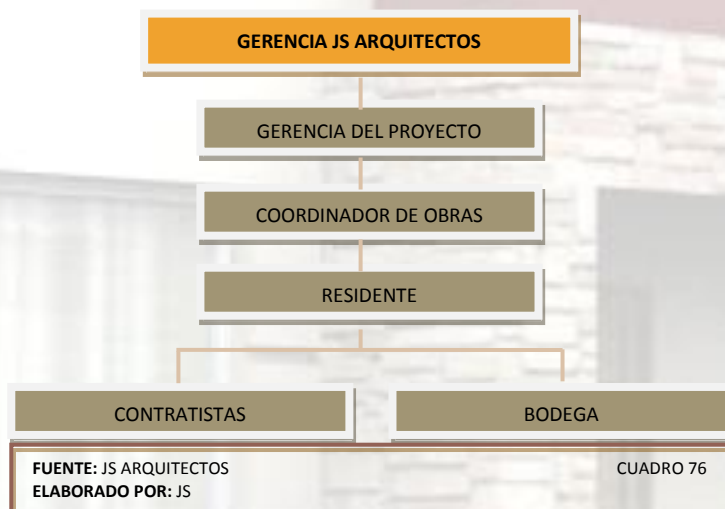 GERENCIA JS ARQUITECTOS
GERENCIA DEL PROYECTO
COORDINADOR DE OBRAS
RESIDENTE
CONTRATISTAS
BODEGA
FUENTE: JS ARQUITECTOS
CUADRO 76
ELABORADO POR: JS